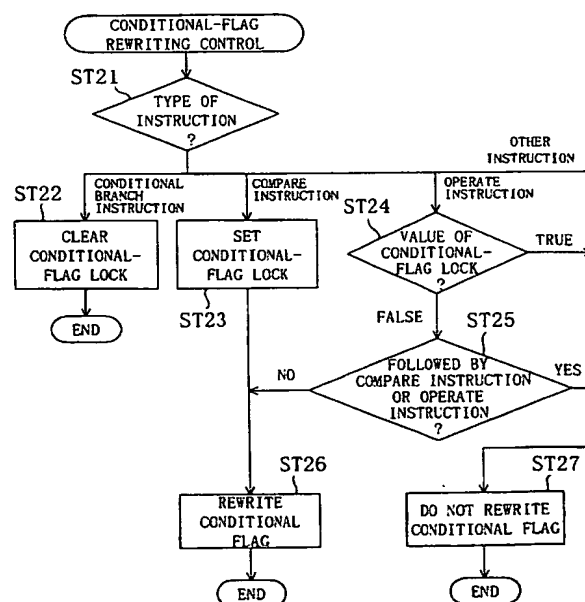 CONDITIONAL-FLAG
REWRITING CONTROL
ST21
TYPE OF
INSTRUCTION
?
OTHER
INSTRUCTION
ST22
CONDITIONAL
BRANCH
INSTRUCTION
COMPARE
INSTRUCTION
OPERATE
INSTRUCTION
ST24
CLEAR
CONDITIONAL-
FLAG LOCK
SET
CONDITIONAL-
FLAG LOCK
VALUE OF
CONDITIONAL-
FLAG LOCK
?
TRUE
ST23
END
FALSE
ST25
NO
FOLLOWED BY
COMPARE INSTRUCTION
OR OPERATE
INSTRUCTION
?
YES
ST26
ST27
REWRITE
CONDITIONAL
FLAG
DO NOT REWRITE
CONDITIONAL FLAG
END
END